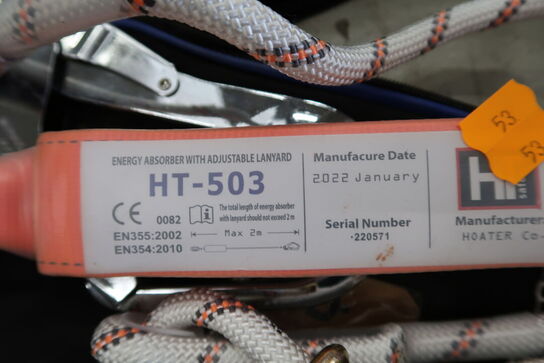 ENERGY ABSORBER WITH ADJUSTABLE LANYARD
HT-503
CE 0082
The total length of energy absorber
with lanyard should not exceed 2 m
EN355:2002
EN354:2010
Max 2m
Manufacure Date
2022 January
Serial Number
-220571
Manufacturer
HOATER Co
53
53